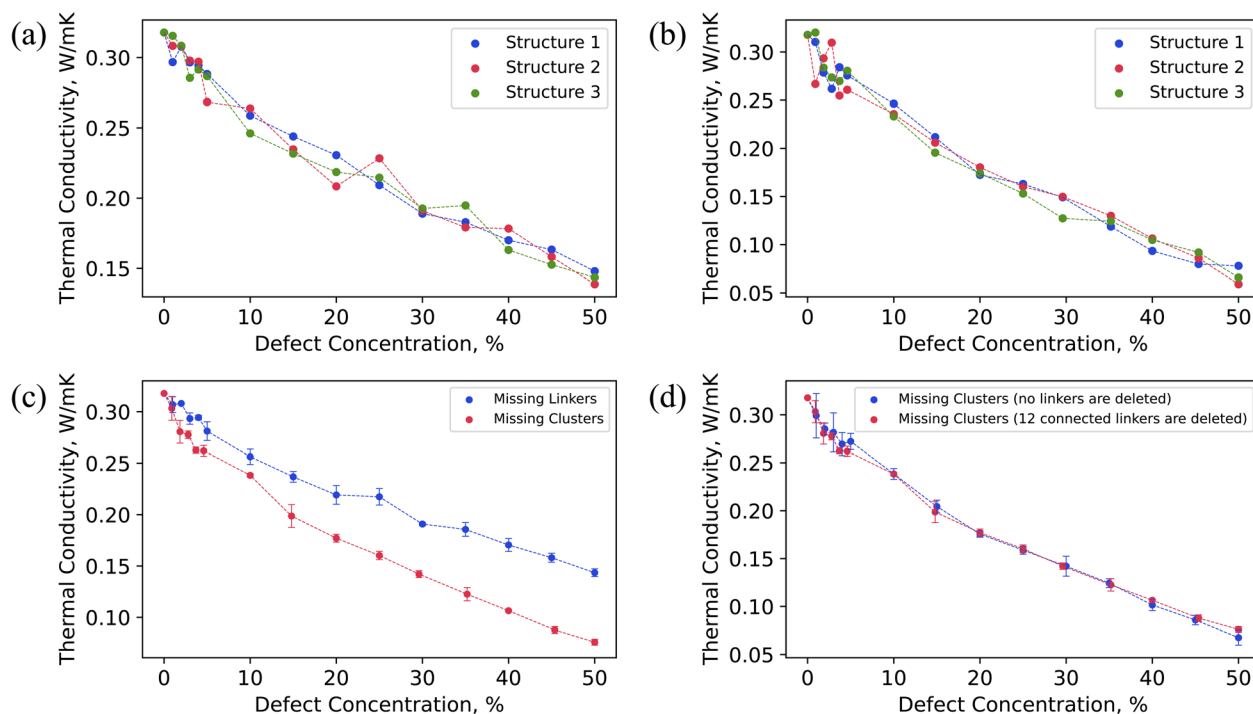 (a)
Thermal Conductivity, W/mK
0.30
0.25
0.20
0.15
Structure 1
Structure 2
Structure 3
0 10 20 30 40 50
Defect Concentration, %
(b)
Thermal Conductivity, W/mK
0.30
0.25
0.20
0.15
0.10
0.05
Structure 1
Structure 2
Structure 3
0 10 20 30 40 50
Defect Concentration, %
(c)
Thermal Conductivity, W/mK
0.30
0.25
0.20
0.15
0.10
Missing Linkers
Missing Clusters
0 10 20 30 40 50
Defect Concentration, %
(d)
Thermal Conductivity, W/mK
0.30
0.25
0.20
0.15
0.10
0.05
Missing Clusters (no linkers are deleted)
Missing Clusters (12 connected linkers are deleted)
0 10 20 30 40 50
Defect Concentration, %